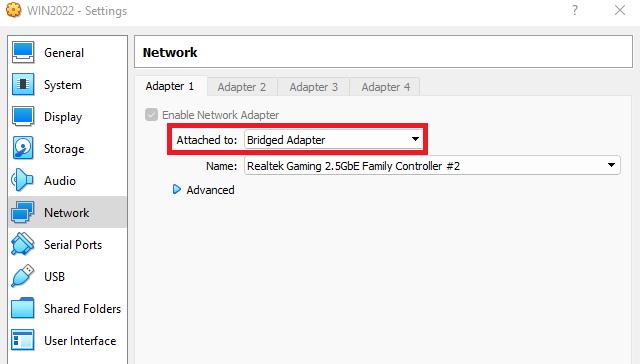 WIN2022 - Settings
?
General
System
Display
Storage
Audio
Network
Serial Ports
USB
Shared Folders
User Interface
Network
Adapter 1 Adapter 2 Adapter 3 Adapter 4
Enable Network Adapter
Attached to: Bridged Adapter
Name: Realtek Gaming 2.5GbE Family Controller #2
Advanced